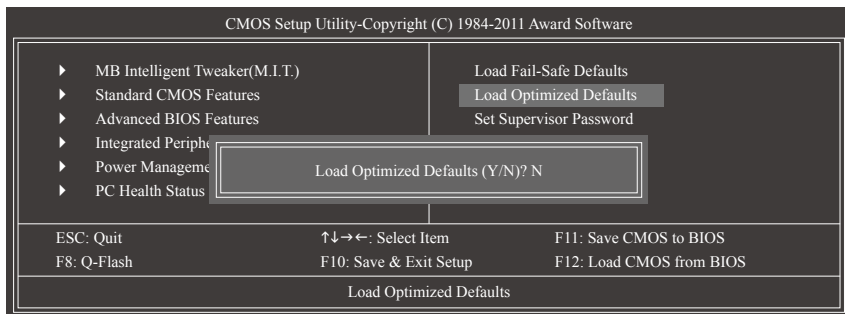 CMOS Setup Utility-Copyright (C) 1984-2011 Award Software
MB Intelligent Tweaker(M.I.T.)
Standard CMOS Features
Advanced BIOS Features
Integrated Periphe
Power Manageme
PC Health Status
Load Fail-Safe Defaults
Load Optimized Defaults
Set Supervisor Password
Load Optimized Defaults (Y/N)? N
ESC: Quit ↑↓→←: Select Item F11: Save CMOS to BIOS
F8: Q-Flash F10: Save & Exit Setup F12: Load CMOS from BIOS
Load Optimized Defaults